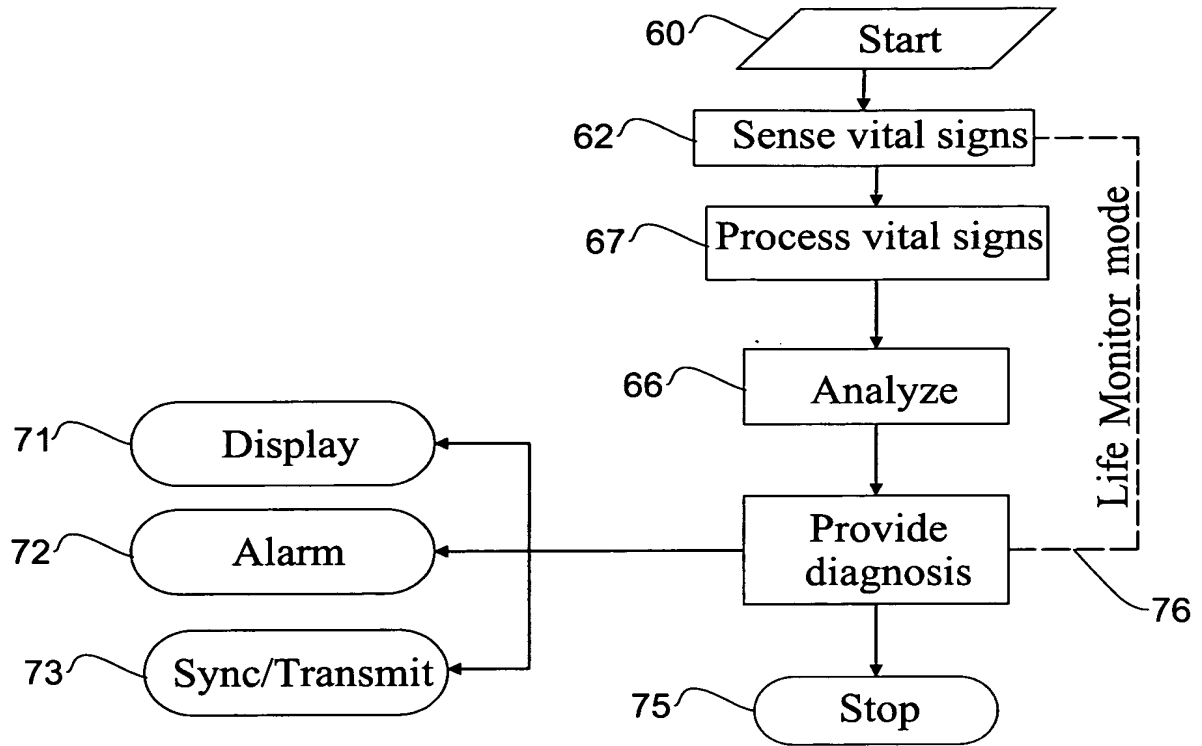 60
Start
62
Sense vital signs
67
Process vital signs
Life Monitor mode
66
Analyze
71
Display
72
Alarm
Provide
diagnosis
76
73
Sync/Transmit
75
Stop